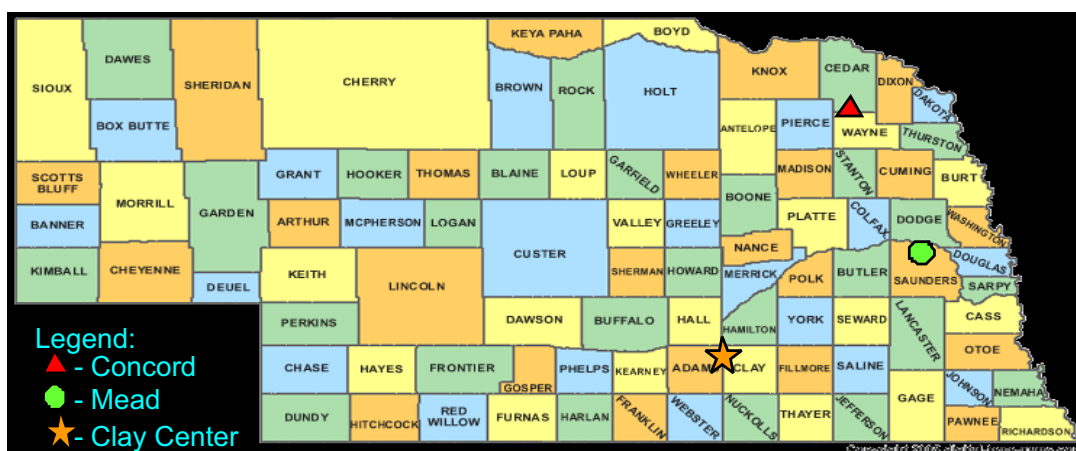 BOYD
KEYA PAHA
DAWES
CEDAR
KNOX
DIXON
SIOUX
SHERIDAN
CHERRY
BROWN
ROCK
HOLT
DAKOTA
BOX BUTTE
ANTELOPE
PIERCE
WAYNE
THURSTON
SCOTTS
BLUFF
GRANT
HOOKER
THOMAS
BLAINE
LOUP
GARFIELD
WHEELER
MADISON
STANTON
CUMING
BURT
MORRILL
GARDEN
BOONE
BANNER
ARTHUR
MCPHERSON
LOGAN
CUSTER
VALLEY
GREELEY
PLATTE
COLFAX
DODGE
WASHINGTON
NANCE
KIMBALL
CHEYENNE
DEUEL
KEITH
LINCOLN
SHERMAN
HOWARD
MERRICK
POLK
BUTLER
SAUNDERS
DOUGLAS
SARPY
PERKINS
DAWSON
BUFFALO
HALL
HAMILTON
YORK
SEWARD
LANCASTER
CASS
Legend:
- Concord
- Mead
- Clay Center
CHASE
HAYES
FRONTIER
GOSPER
PHELPS
KEARNEY
ADAM
CLAY
FILLMORE
SALINE
OTOE
DUNDY
HITCHCOCK
RED
WILLOW
FURNAS
HARLAN
FRANKLIN
WEBSTER
NUCKOLLS
THAYER
JEFFERSON
GAGE
JOHNSON
NEMAHA
PAWNEE
RICHARDSON